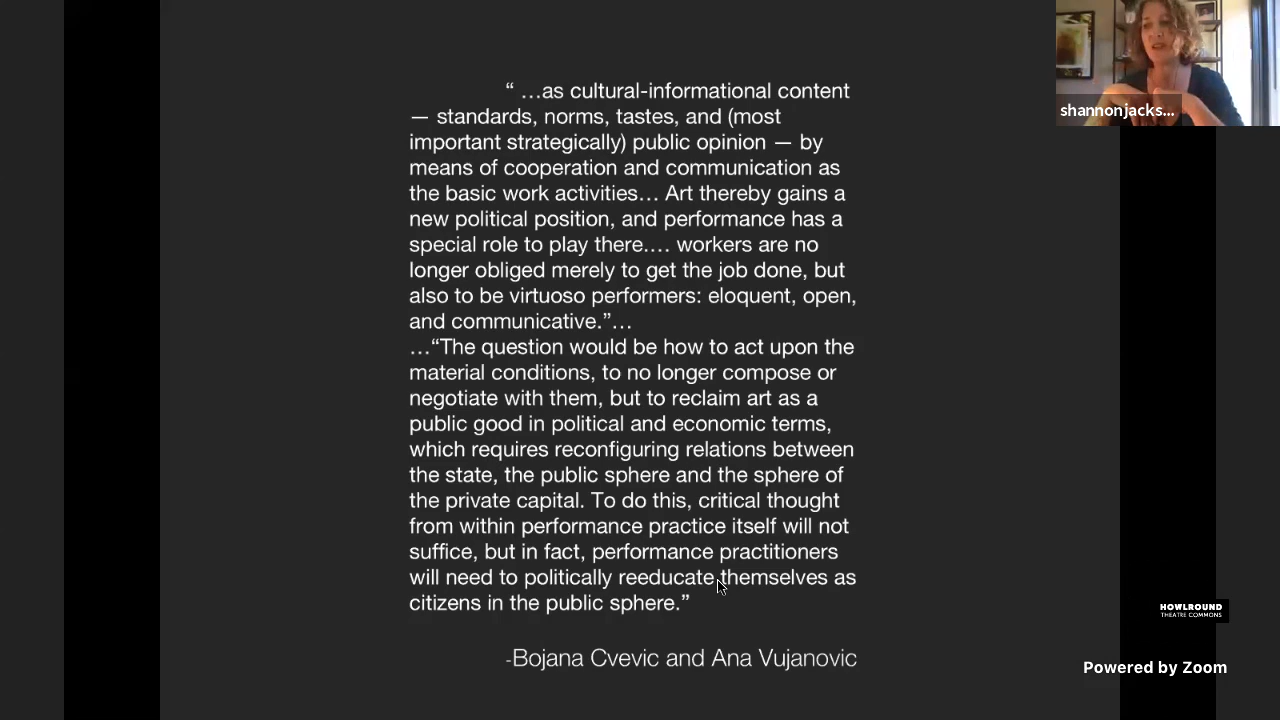 “ …as cultural-informational content
— standards, norms, tastes, and (most
important strategically) public opinion — by
means of cooperation and communication as
the basic work activities… Art thereby gains a
new political position, and performance has a
special role to play there.… workers are no
longer obliged merely to get the job done, but
also to be virtuoso performers: eloquent, open,
and communicative.”…
…“The question would be how to act upon the
material conditions, to no longer compose or
negotiate with them, but to reclaim art as a
public good in political and economic terms,
which requires reconfiguring relations between
the state, the public sphere and the sphere of
the private capital. To do this, critical thought
from within performance practice itself will not
suffice, but in fact, performance practitioners
will need to politically reeducate themselves as
citizens in the public sphere.”
-Bojana Cvevic and Ana Vujanovic
shannonjacks...
HOWLROUND
THEATRE COMMONS
Powered by Zoom